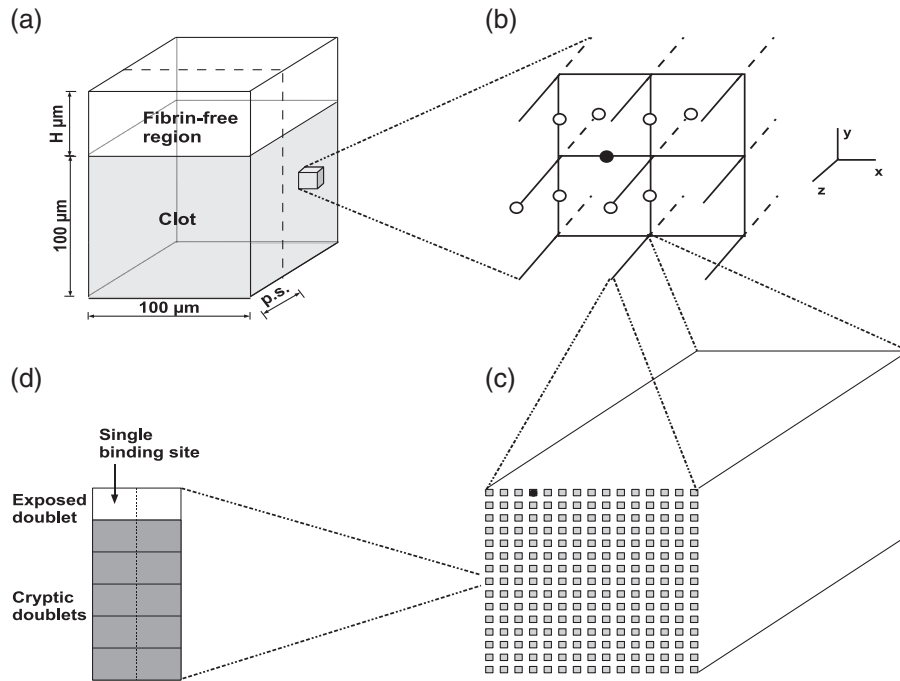 (a)
H µm
Fibrin-free
region
100 µm
Clot
100 µm
p.s.
(b)
y
x
z
(d)
Single
binding site
Exposed
doublet
Cryptic
doublets
(c)